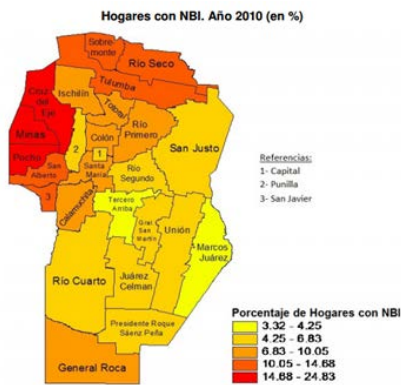 Hogares con NBI. Año 2010 (en %)
Sobre-
monte
Río Seco
Tulumba
Cruz
del
Eje
Ischilín
Totoral
Río
Primero
Minas
Colón
2
1
San Justo
Pocho
San
Alberto
Santa
María
Río
Segundo
3
Calamuchita
Tercero
Arriba
Gral.
San
Martín
Unión
Marcos
Juárez
Río Cuarto
Juárez
Celman
Presidente Roque
Sáenz Peña
General Roca
Referencias:
1- Capital
2- Punilla
3- San Javier
Porcentaje de Hogares con NBI
3.32 - 4.25
4.25 - 6.83
6.83 - 10.05
10.05 - 14.68
14.68 - 24.83